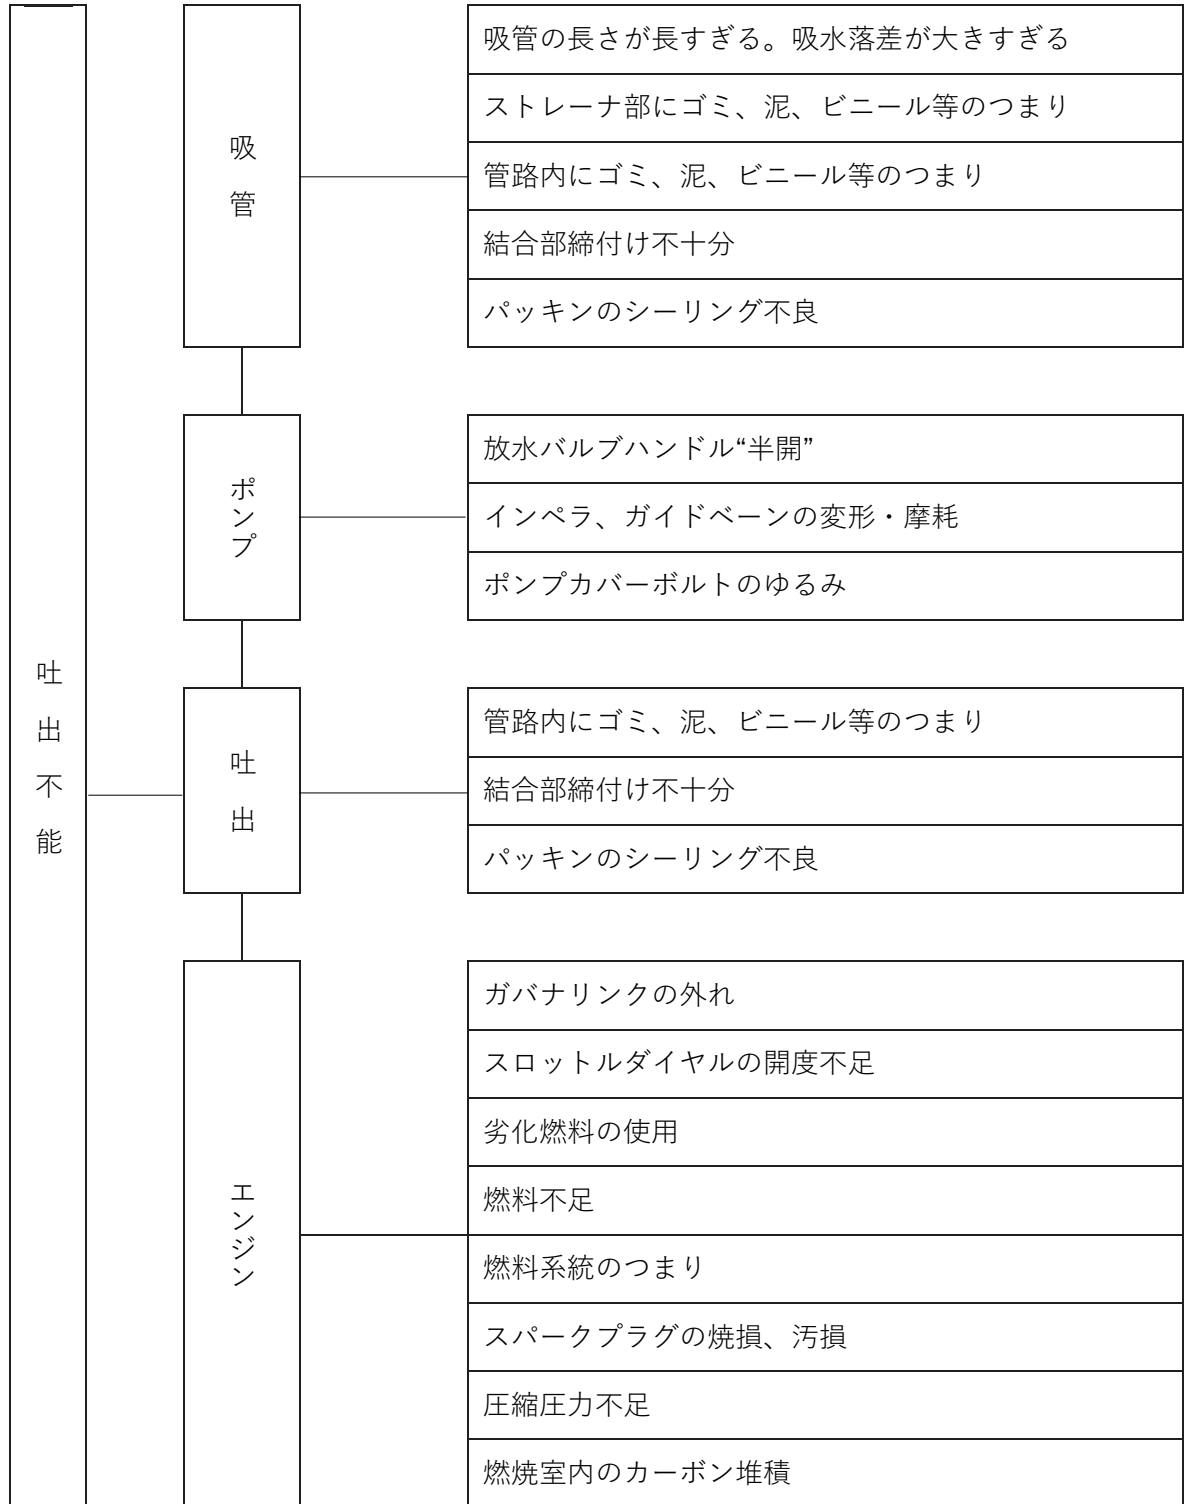 吐出不能
吸管
吸管の長さが長すぎる。吸水落差が大きすぎる
ストレーナ部にゴミ、泥、ビニール等のつまり
管路内にゴミ、泥、ビニール等のつまり
結合部締付け不十分
パッキンのシーリング不良
ポンプ
放水バルブハンドル“半開”
インペラ、ガイドベーンの変形・摩耗
ポンプカバーボルトのゆるみ
吐出
管路内にゴミ、泥、ビニール等のつまり
結合部締付け不十分
パッキンのシーリング不良
エンジン
ガバナリンクの外れ
スロットルダイヤルの開度不足
劣化燃料の使用
燃料不足
燃料系統のつまり
スパークプラグの焼損、汚損
圧縮圧力不足
燃焼室内のカーボン堆積